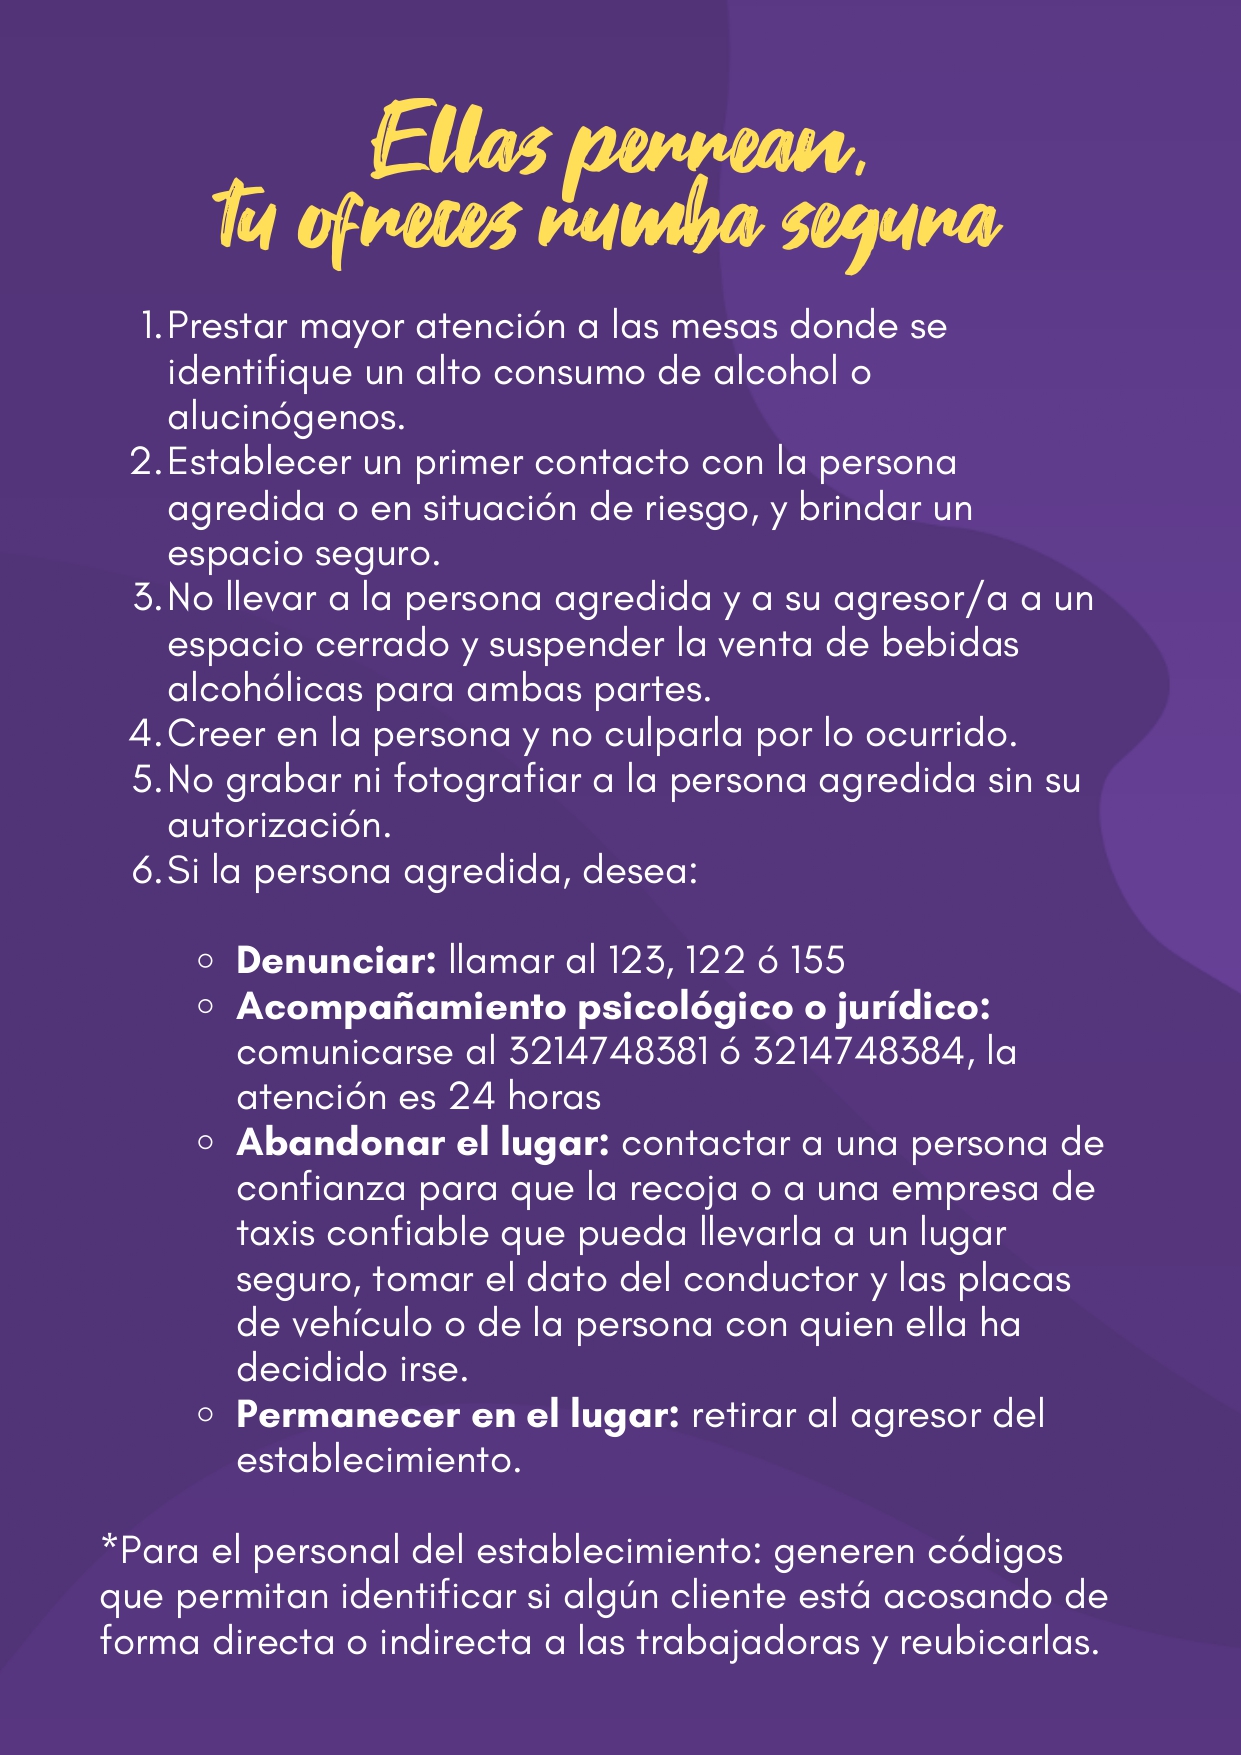 Ellas perrean,
tu ofreces rumba segura
1. Prestar mayor atención a las mesas donde se
identifique un alto consumo de alcohol o
alucinógenos.
2. Establecer un primer contacto con la persona
agredida o en situación de riesgo, y brindar un
espacio seguro.
3. No llevar a la persona agredida y a su agresor/a a un
espacio cerrado y suspender la venta de bebidas
alcohólicas para ambas partes.
4. Creer en la persona y no culparla por lo ocurrido.
5. No grabar ni fotografiar a la persona agredida sin su
autorización.
6. Si la persona agredida, desea:
○ Denunciar: llamar al 123, 122 ó 155
○ Acompañamiento psicológico o jurídico:
comunicarse al 3214748381 ó 3214748384, la
atención es 24 horas
○ Abandonar el lugar: contactar a una persona de
confianza para que la recoja o a una empresa de
taxis confiable que pueda llevarla a un lugar
seguro, tomar el dato del conductor y las placas
de vehículo o de la persona con quien ella ha
decidido irse.
○ Permanecer en el lugar: retirar al agresor del
establecimiento.
*Para el personal del establecimiento: generen códigos
que permitan identificar si algún cliente está acosando de
forma directa o indirecta a las trabajadoras y reubicarlas.